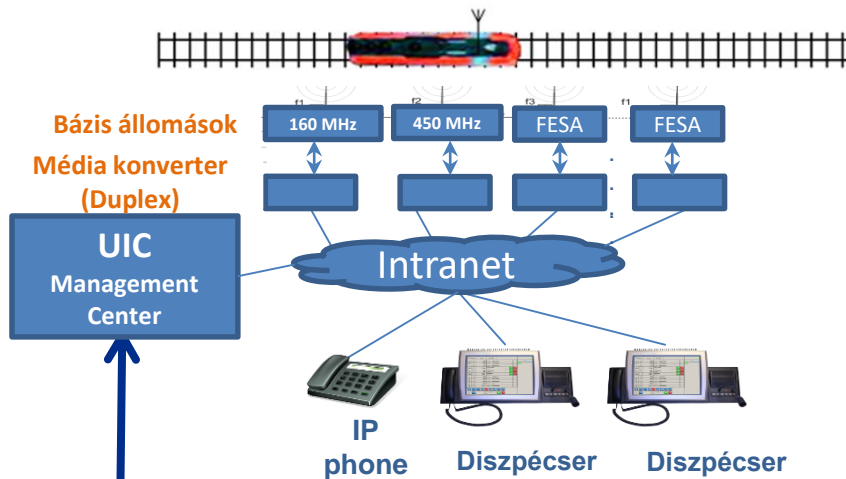 f1
f2
f3
f1
Bázis állomások
160 MHz
450 MHz
FESA
FESA
Média konverter
(Duplex)
UIC
Management
Center
Intranet
IP
phone
Diszpécser
Diszpécser